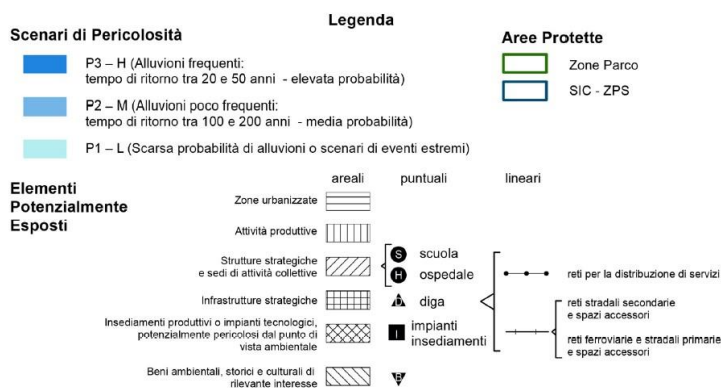 Legenda
Scenari di Pericolosità
P3 – H (Alluvioni frequenti:
tempo di ritorno tra 20 e 50 anni - elevata probabilità)
P2 – M (Alluvioni poco frequenti:
tempo di ritorno tra 100 e 200 anni - media probabilità)
P1 – L (Scarsa probabilità di alluvioni o scenari di eventi estremi)
Aree Protette
Zone Parco
SIC - ZPS
Elementi
Potenzialmente
Esposti
areali
puntuali
lineari
Zone urbanizzate
Attività produttive
Strutture strategiche
e sedi di attività collettive
Infrastrutture strategiche
Insediamenti produttivi o impianti tecnologici,
potenzialmente pericolosi dal punto di
vista ambientale
Beni ambientali, storici e culturali di
rilevante interesse
S scuola
H ospedale
D diga
I impianti
insediamenti
B
reti per la distribuzione di servizi
reti stradali secondarie
e spazi accessori
reti ferroviarie e stradali primarie
e spazi accessori